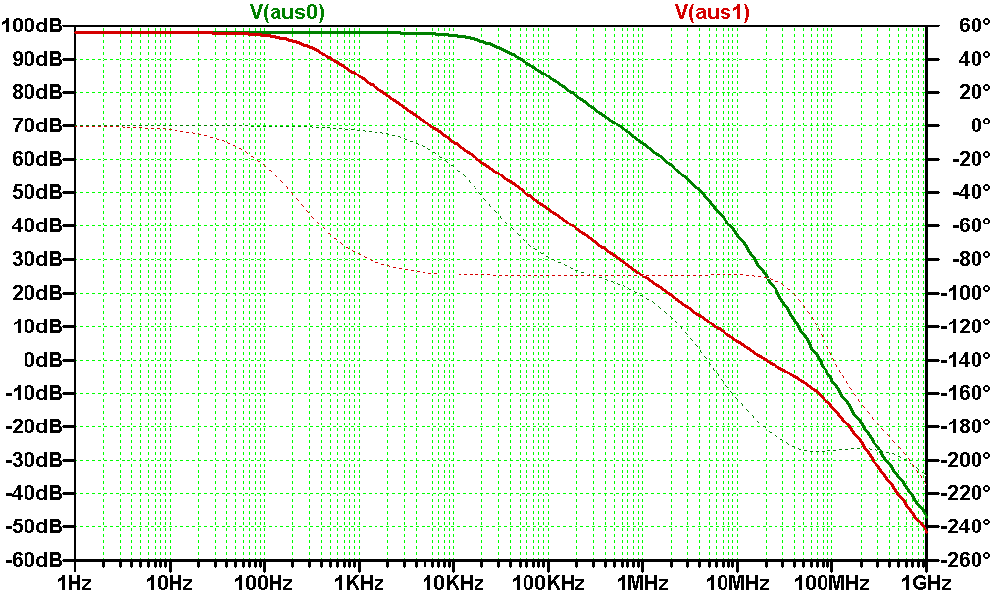 V(aus0) V(aus1)
100dB 60°
90dB 40°
80dB 20°
70dB 0°
60dB -20°
50dB -40°
40dB -60°
30dB -80°
20dB -100°
10dB -120°
0dB -140°
-10dB -160°
-20dB -180°
-30dB -200°
-40dB -220°
-50dB -240°
-60dB -260°
1Hz 10Hz 100Hz 1KHz 10KHz 100KHz 1MHz 10MHz 100MHz 1GHz